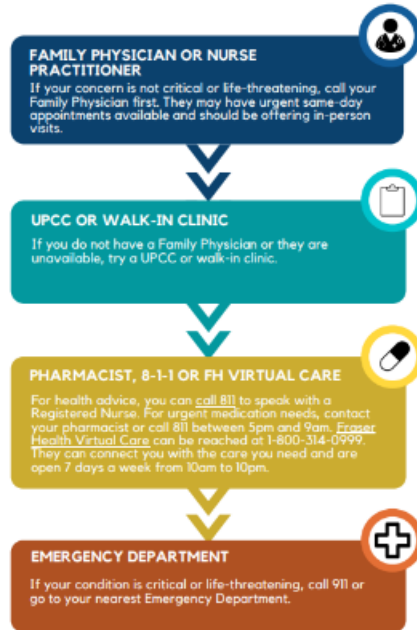 FAMILY PHYSICIAN OR NURSE
PRACTITIONER
If your concern is not critical or life-threatening, call your
Family Physician first. They may have urgent same-day
appointments available and should be offering in-person
visits.
UPCC OR WALK-IN CLINIC
If you do not have a Family Physician or they are
unavailable, try a UPCC or walk-in clinic.
PHARMACIST, 8-1-1 OR FH VIRTUAL CARE
For health advice, you can call 811 to speak with a
Registered Nurse. For urgent medication needs, contact
your pharmacist or call 811 between 5pm and 9am. Fraser
Health Virtual Care can be reached at 1-800-314-0999.
They can connect you with the care you need and are
open 7 days a week from 10am to 10pm.
EMERGENCY DEPARTMENT
If your condition is critical or life-threatening, call 911 or
go to your nearest Emergency Department.